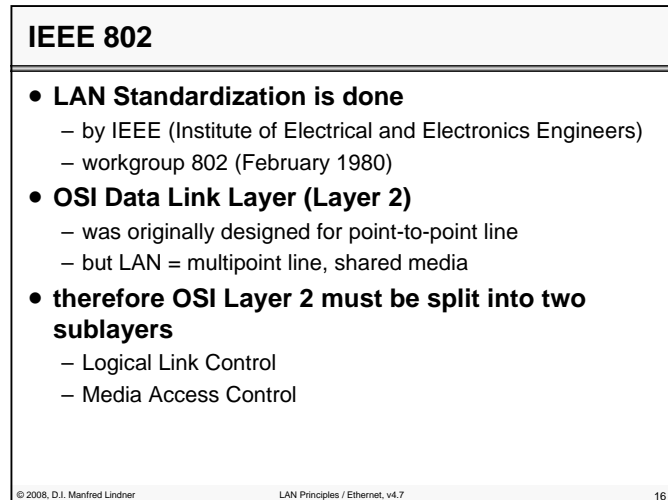 IEEE 802
• LAN Standardization is done
– by IEEE (Institute of Electrical and Electronics Engineers)
– workgroup 802 (February 1980)
• OSI Data Link Layer (Layer 2)
– was originally designed for point-to-point line
– but LAN = multipoint line, shared media
• therefore OSI Layer 2 must be split into two
sublayers
– Logical Link Control
– Media Access Control
© 2008, D.I. Manfred Lindner LAN Principles / Ethernet, v4.7 16